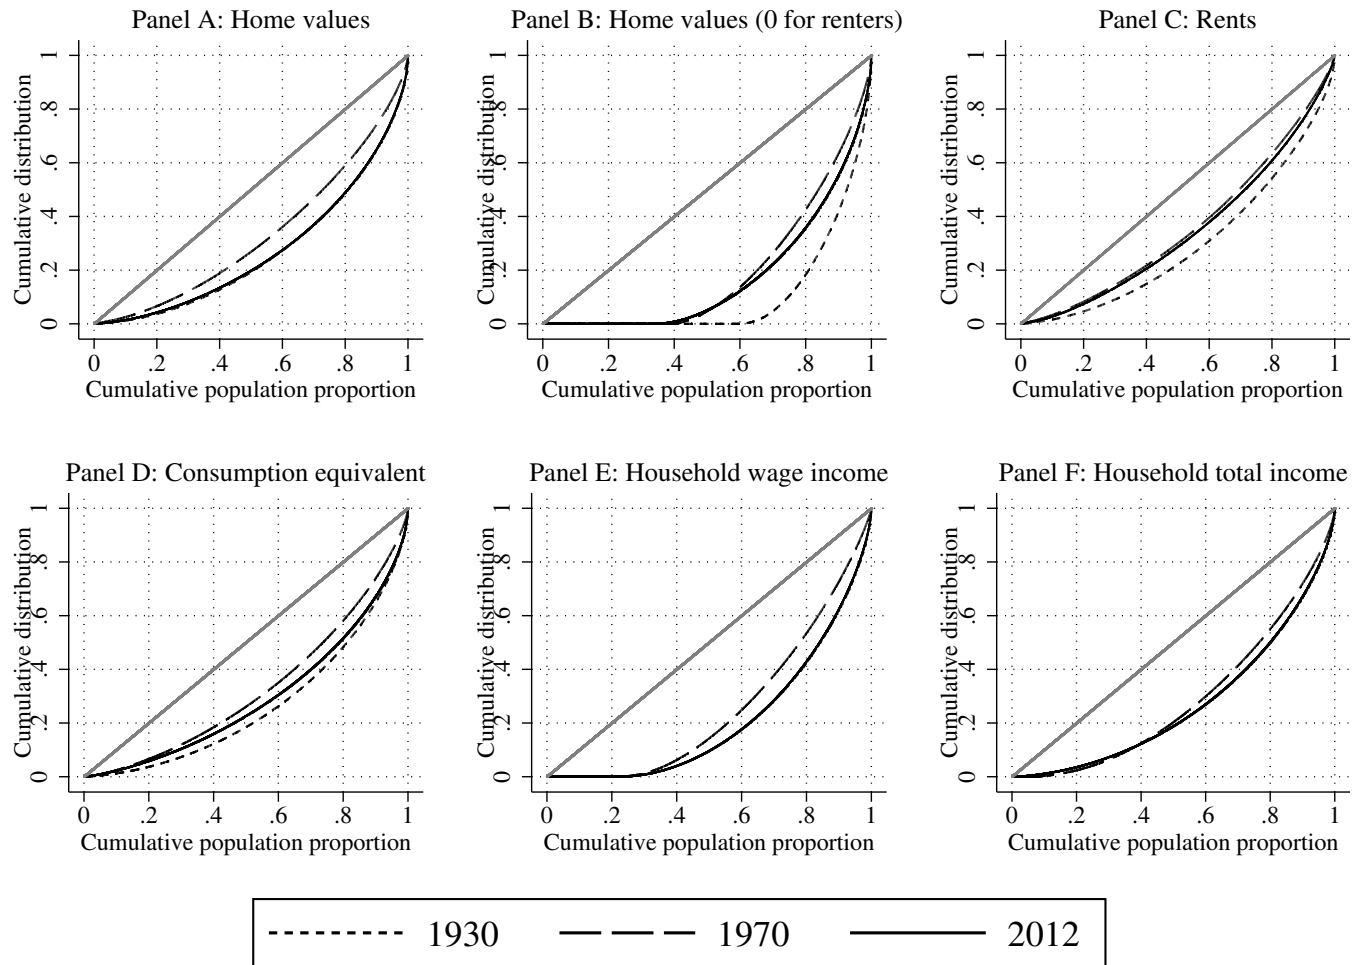 Panel A: Home values
Cumulative distribution
0 .2 .4 .6 .8 1
0 .2 .4 .6 .8 1
Cumulative population proportion
Panel B: Home values (0 for renters)
Cumulative distribution
0 .2 .4 .6 .8 1
0 .2 .4 .6 .8 1
Cumulative population proportion
Panel C: Rents
Cumulative distribution
0 .2 .4 .6 .8 1
0 .2 .4 .6 .8 1
Cumulative population proportion
Panel D: Consumption equivalent
Cumulative distribution
0 .2 .4 .6 .8 1
0 .2 .4 .6 .8 1
Cumulative population proportion
Panel E: Household wage income
Cumulative distribution
0 .2 .4 .6 .8 1
0 .2 .4 .6 .8 1
Cumulative population proportion
Panel F: Household total income
Cumulative distribution
0 .2 .4 .6 .8 1
0 .2 .4 .6 .8 1
Cumulative population proportion
1930 1970 2012